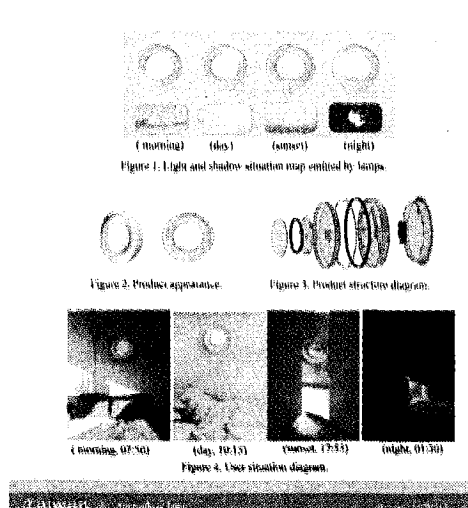 ( morning) (day) (sunset) (night)
Figure 1. Light and shadow situation map emitted by lamps.
Figure 2. Product appearance. Figure 3. Product structure diagram.
(morning, 07:50) (day, 10:15) (sunset, 17:53) (night, 01:30)
Figure 4. User situation diagram.